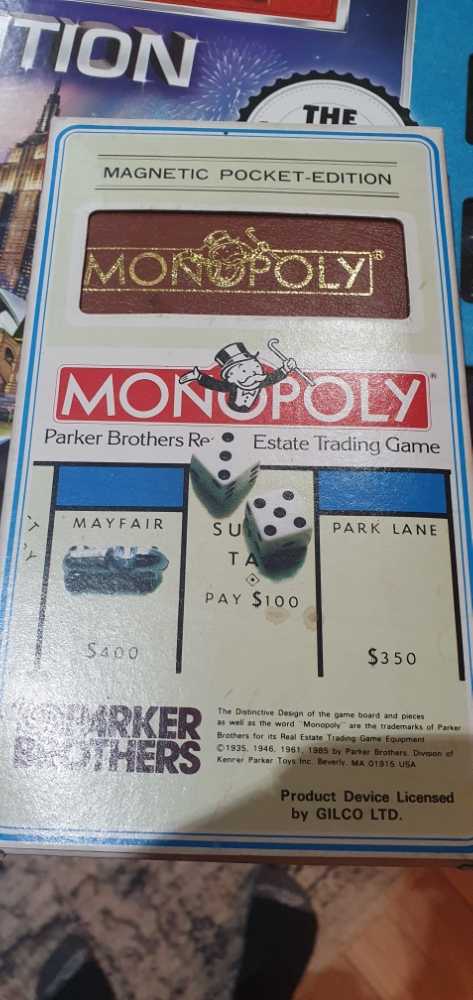 TION
THE
MAGNETIC POCKET-EDITION
MONOPOLY®
MONOPOLY®
Parker Brothers Re Estate Trading Game
MAYFAIR
$400
SU
TA
PAY $100
PARK LANE
$350
PARKER
BROTHERS
The Distinctive Design of the game board and pieces
as well as the word "Monopoly" are the trademarks of Parker
Brothers for its Real Estate Trading Game Equipment
©1935, 1946, 1961, 1985 by Parker Brothers, Division of
Kenner Parker Toys Inc. Beverly, MA 01915 USA
Product Device Licensed
by GILCO LTD.